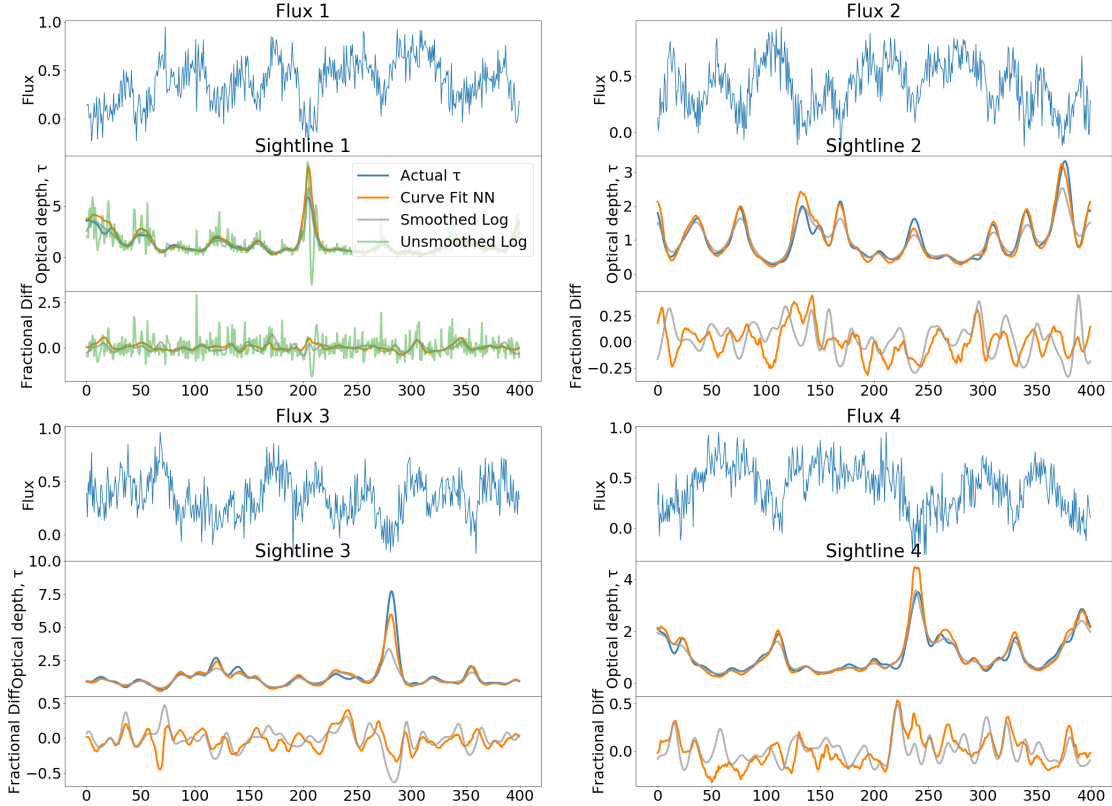 Flux 1
1.0
0.5
0.0
Flux
Sightline 1
5
0
Optical depth, τ
Actual τ
Curve Fit NN
Smoothed Log
Unsmoothed Log
2.5
0.0
Fractional Diff
0 50 100 150 200 250 300 350 400
Flux 2
0.5
0.0
Flux
Sightline 2
3
2
1
0
Optical depth, τ
0.25
0.00
−0.25
Fractional Diff
0 50 100 150 200 250 300 350 400
Flux 3
1.0
0.5
0.0
Flux
Sightline 3
10.0
7.5
5.0
2.5
Optical depth, τ
0.5
0.0
−0.5
Fractional Diff
0 50 100 150 200 250 300 350 400
Flux 4
1.0
0.5
0.0
Flux
Sightline 4
4
2
0
Optical depth, τ
0.5
0.0
Fractional Diff
0 50 100 150 200 250 300 350 400